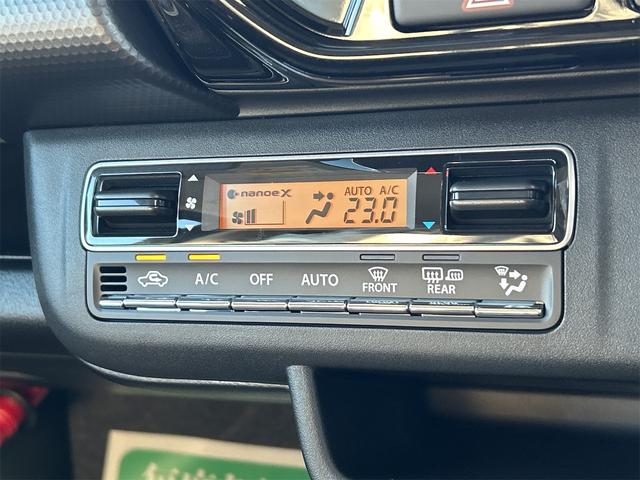 nanoeX
AUTO A/C
23.0
A/C OFF AUTO FRONT REAR